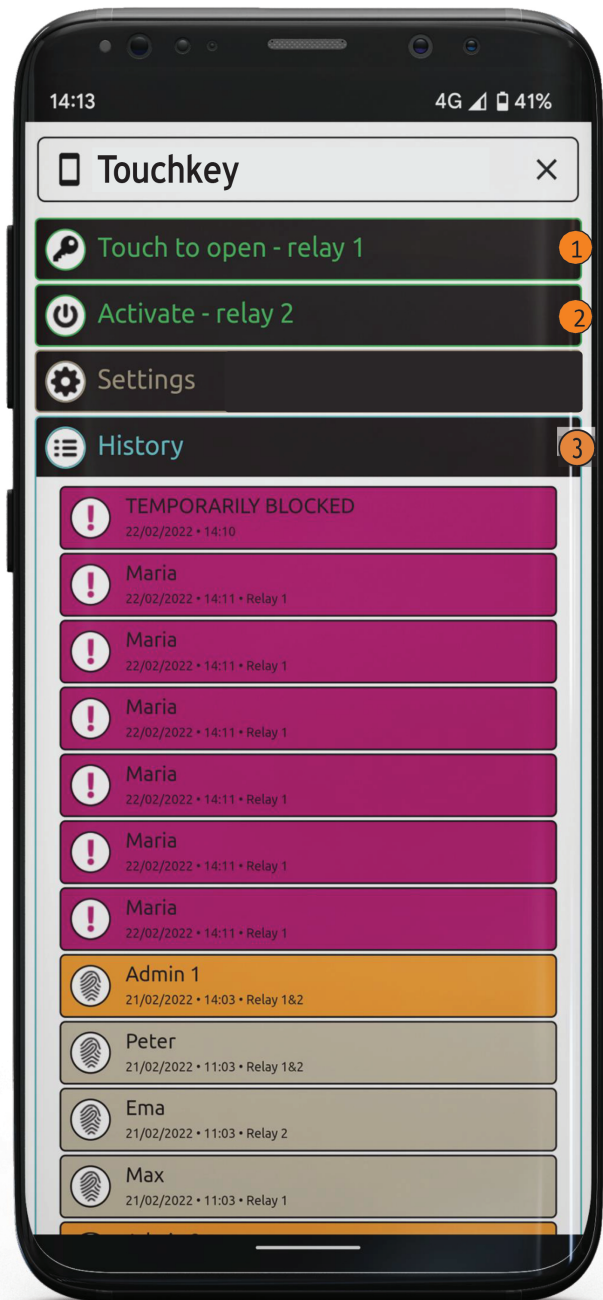 14:13 4G 41%
Touchkey
Touch to open - relay 1 1
Activate - relay 2 2
Settings
History 3
TEMPORARILY BLOCKED
22/02/2022 • 14:10
Maria
22/02/2022 • 14:11 • Relay 1
Maria
22/02/2022 • 14:11 • Relay 1
Maria
22/02/2022 • 14:11 • Relay 1
Maria
22/02/2022 • 14:11 • Relay 1
Maria
22/02/2022 • 14:11 • Relay 1
Maria
22/02/2022 • 14:11 • Relay 1
Admin 1
21/02/2022 • 14:03 • Relay 1&2
Peter
21/02/2022 • 11:03 • Relay 1&2
Ema
21/02/2022 • 11:03 • Relay 2
Max
21/02/2022 • 11:03 • Relay 1